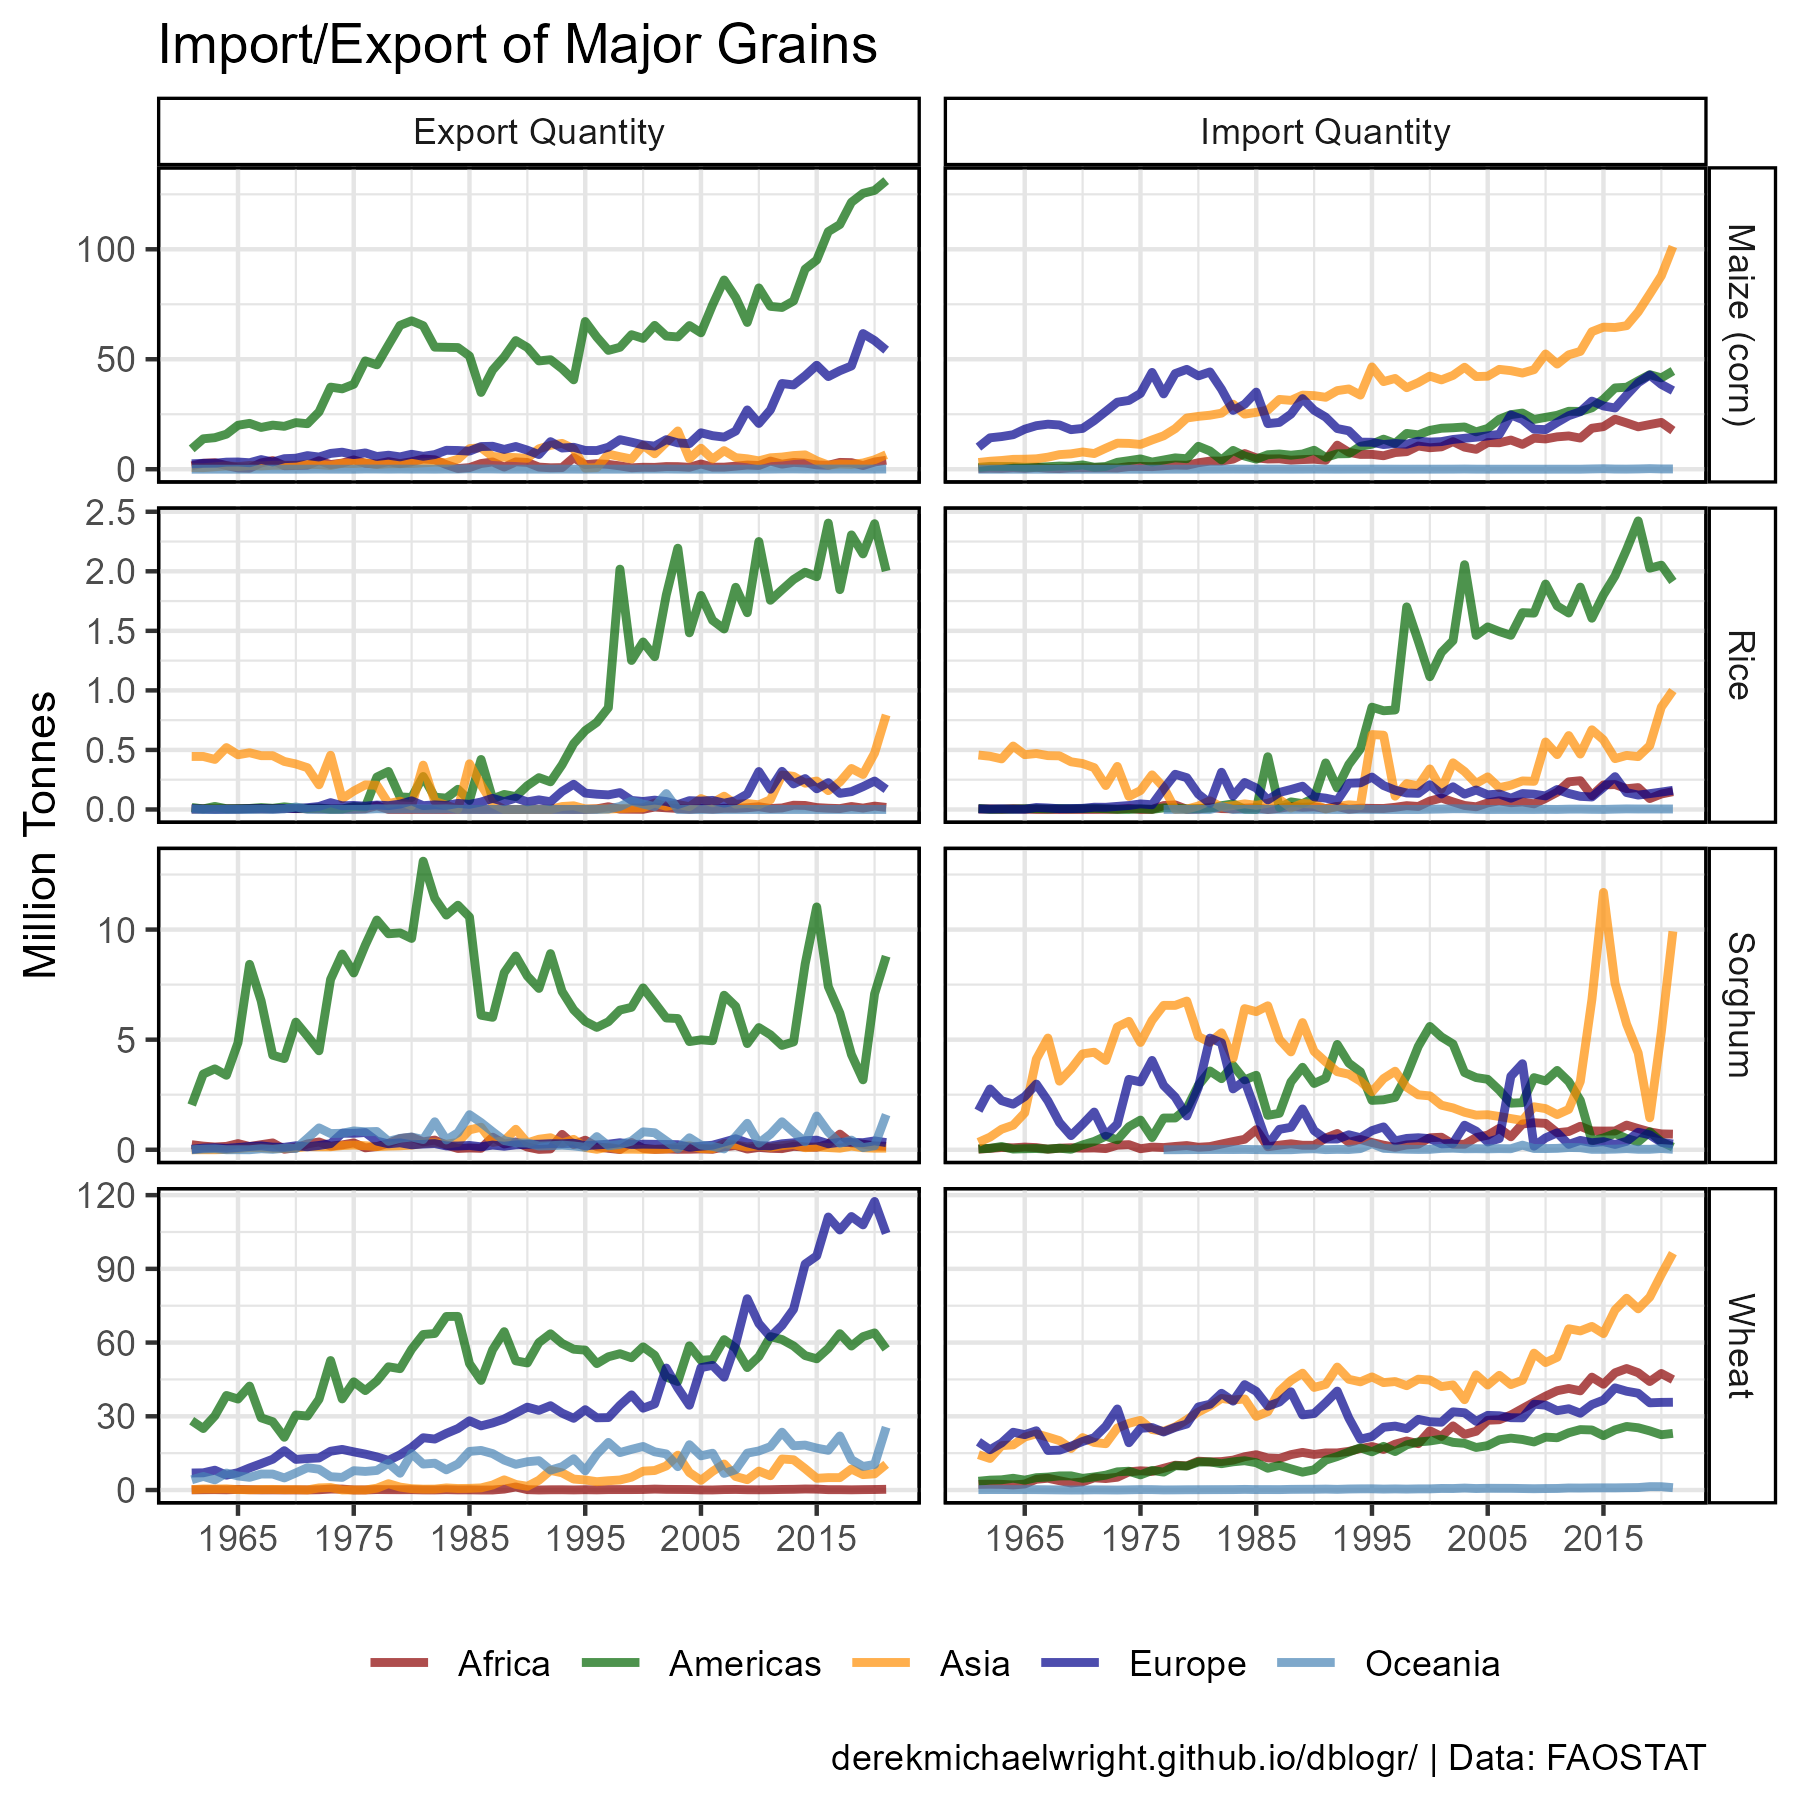 Import/Export of Major Grains
Export Quantity
Import Quantity
Million Tonnes
100
50
0
Maize (corn)
2.5
2.0
1.5
1.0
0.5
0.0
Rice
10
5
0
Sorghum
120
90
60
30
0
Wheat
1965 1975 1985 1995 2005 2015
1965 1975 1985 1995 2005 2015
Africa Americas Asia Europe Oceania
derekmichaelwright.github.io/dblogr/ | Data: FAOSTAT